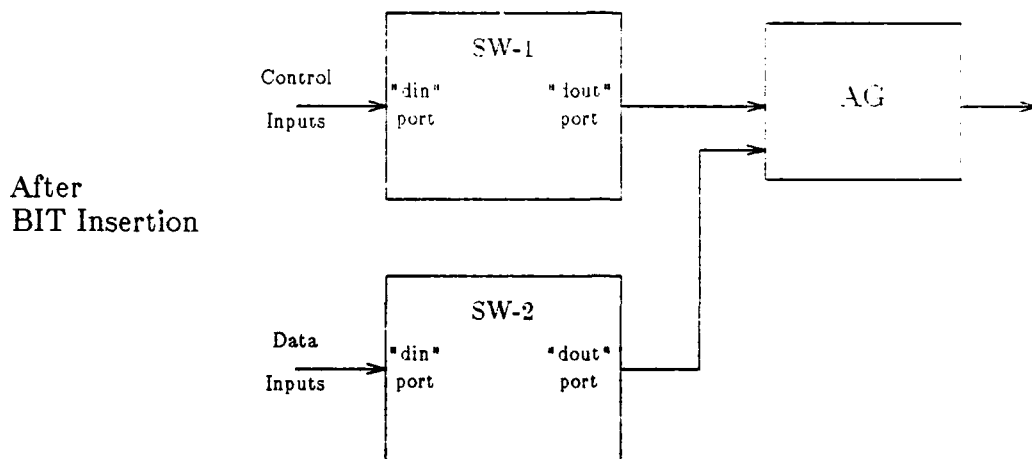 SW-1
Control
Inputs
"din"
port
"dout"
port
AG
After
BIT Insertion
SW-2
Data
Inputs
"din"
port
"dout"
port